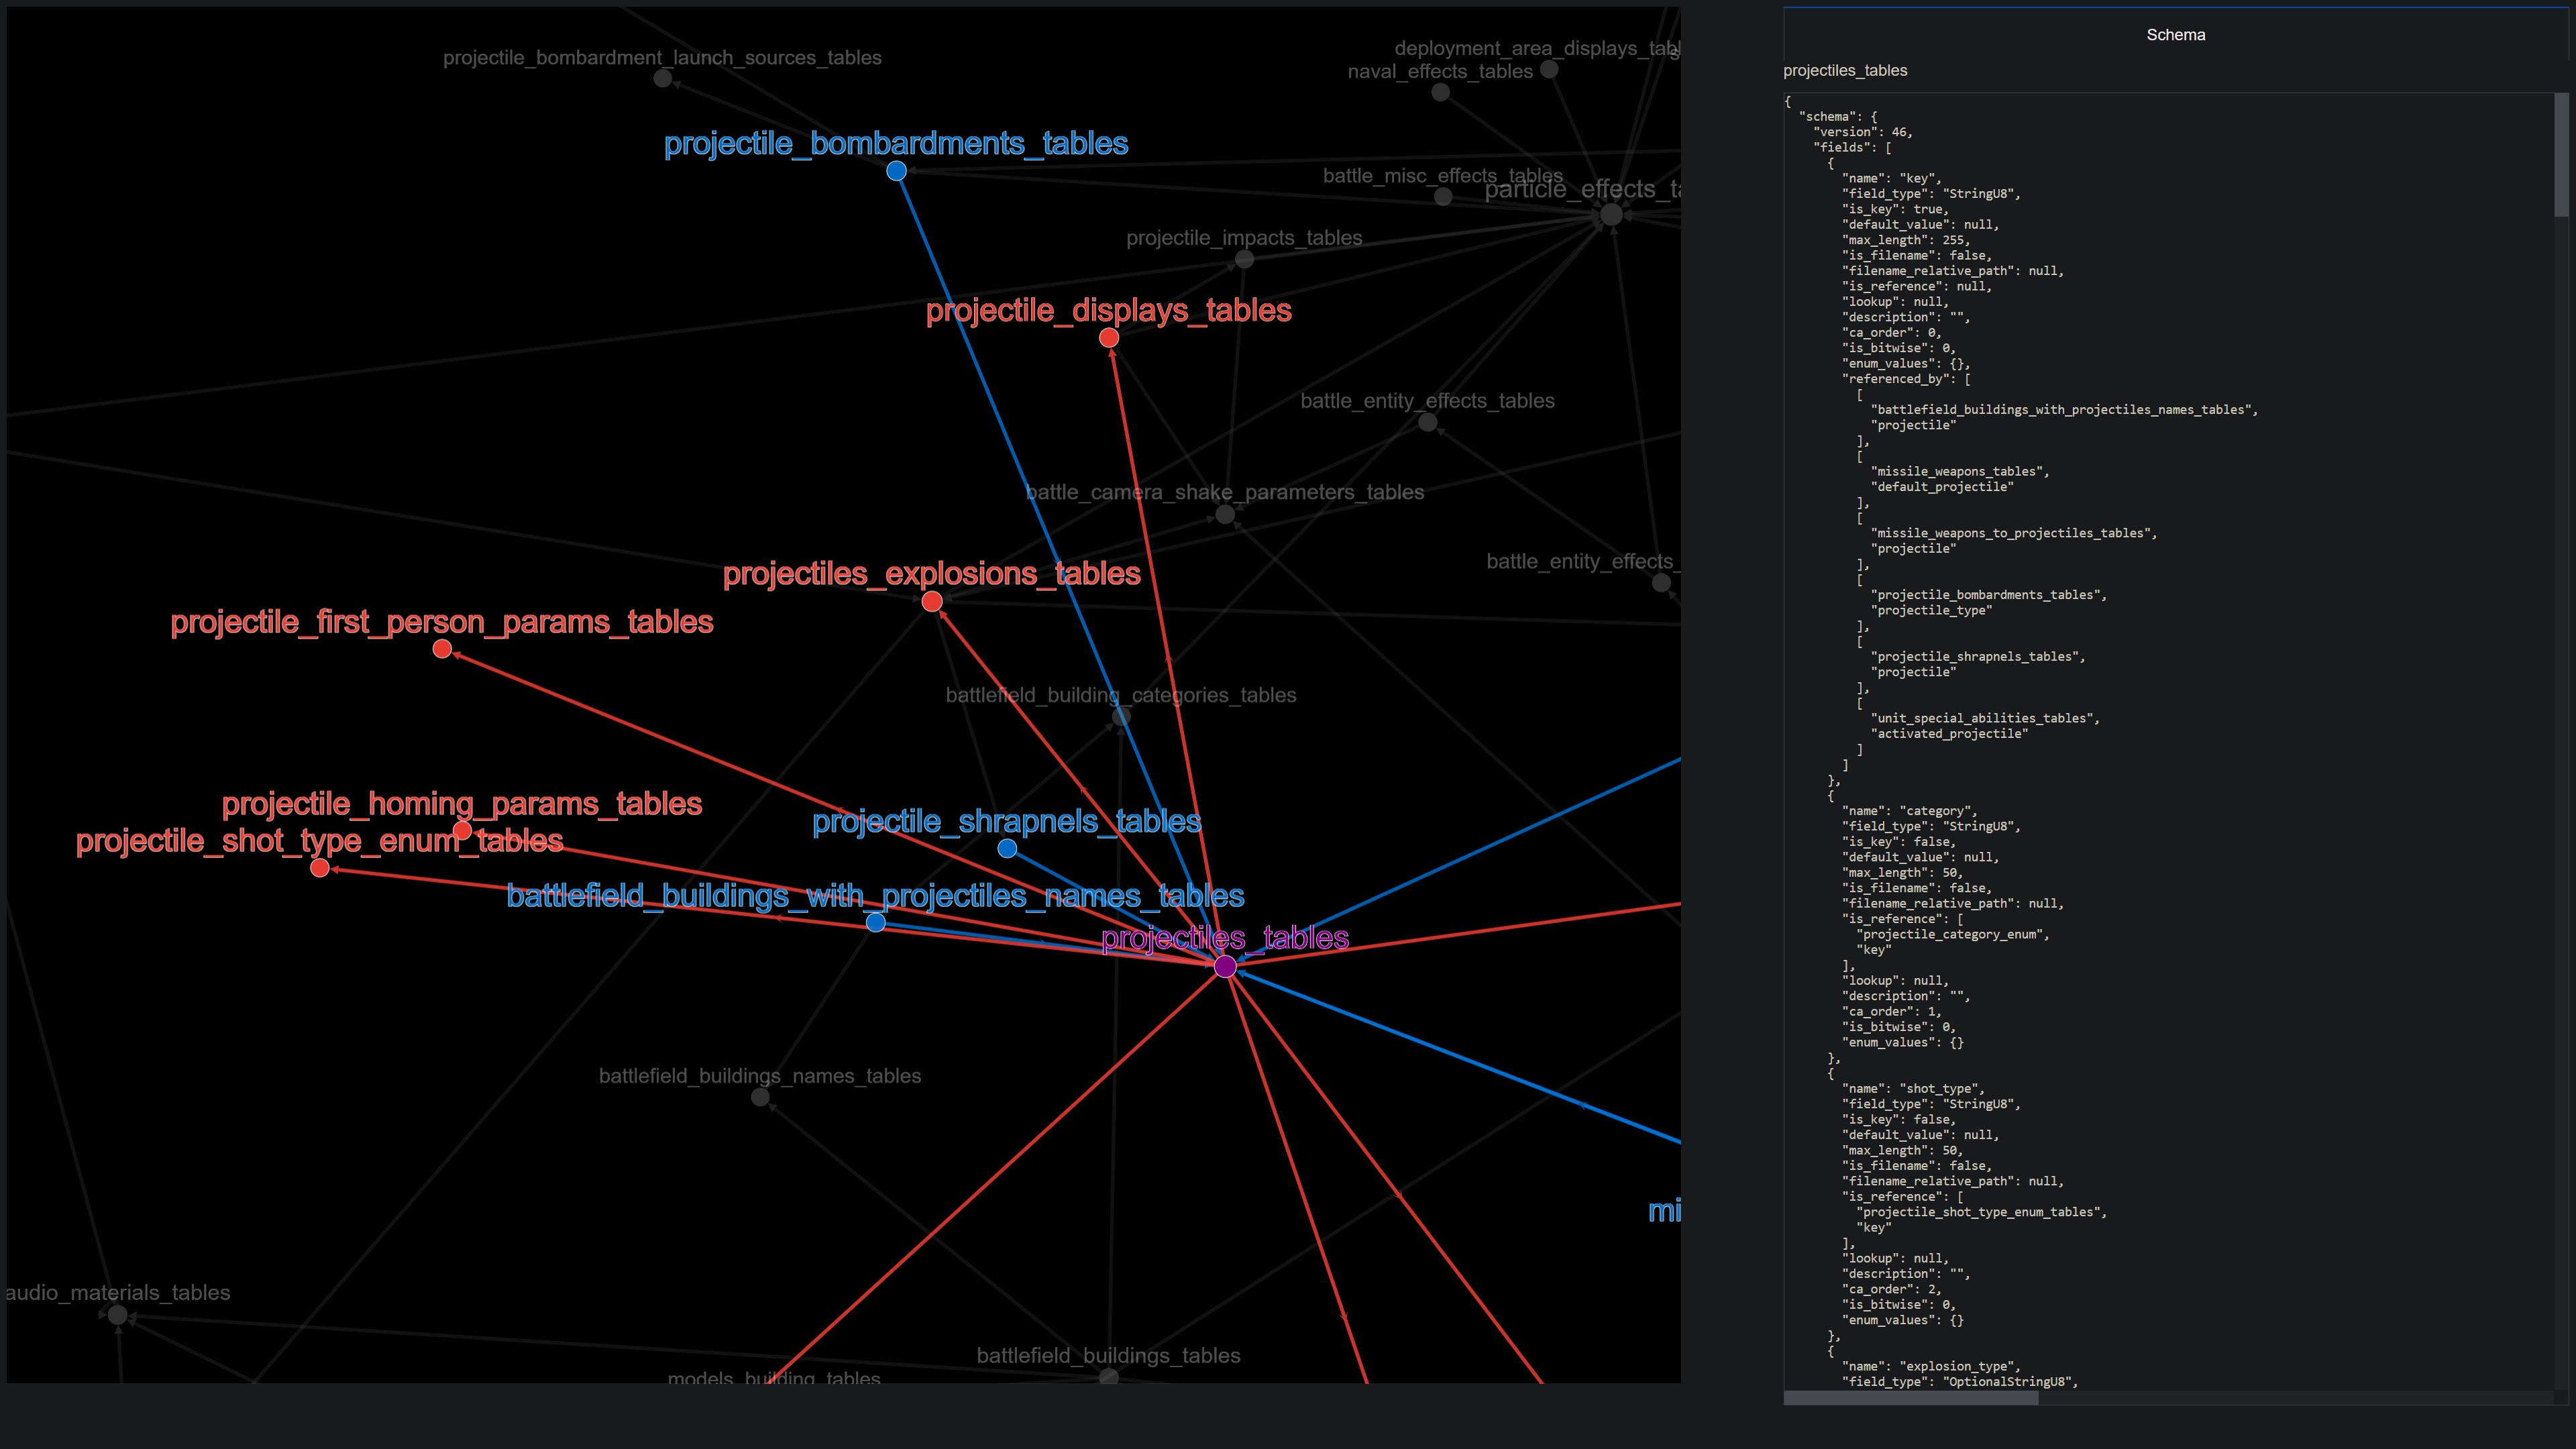 projectile_bombardment_launch_sources_tables
deployment_area_displays_tabl
naval_effects_tables
projectile_bombardments_tables
battle_misc_effects_tables
particle_effects_ta
projectile_impacts_tables
projectile_displays_tables
battle_entity_effects_tables
battle_camera_shake_parameters_tables
battle_entity_effects_
projectiles_explosions_tables
projectile_first_person_params_tables
battlefield_building_categories_tables
projectile_homing_params_tables
projectile_shrapnels_tables
projectile_shot_type_enum_tables
battlefield_buildings_with_projectiles_names_tables
projectiles_tables
battlefield_buildings_names_tables
mi
audio_materials_tables
battlefield_buildings_tables
models_building_tables
Schema
projectiles_tables
{
"schema": {
"version": 46,
"fields": [
{
"name": "key",
"field_type": "StringU8",
"is_key": true,
"default_value": null,
"max_length": 255,
"is_filename": false,
"filename_relative_path": null,
"is_reference": null,
"lookup": null,
"description": "",
"ca_order": 0,
"is_bitwise": 0,
"enum_values": {},
"referenced_by": [
[
"battlefield_buildings_with_projectiles_names_tables",
"projectile"
],
[
"missile_weapons_tables",
"default_projectile"
],
[
"missile_weapons_to_projectiles_tables",
"projectile"
],
[
"projectile_bombardments_tables",
"projectile_type"
],
[
"projectile_shrapnels_tables",
"projectile"
],
[
"unit_special_abilities_tables",
"activated_projectile"
]
]
},
{
"name": "category",
"field_type": "StringU8",
"is_key": false,
"default_value": null,
"max_length": 50,
"is_filename": false,
"filename_relative_path": null,
"is_reference": [
"projectile_category_enum",
"key"
],
"lookup": null,
"description": "",
"ca_order": 1,
"is_bitwise": 0,
"enum_values": {}
},
{
"name": "shot_type",
"field_type": "StringU8",
"is_key": false,
"default_value": null,
"max_length": 50,
"is_filename": false,
"filename_relative_path": null,
"is_reference": [
"projectile_shot_type_enum_tables",
"key"
],
"lookup": null,
"description": "",
"ca_order": 2,
"is_bitwise": 0,
"enum_values": {}
},
{
"name": "explosion_type",
"field_type": "OptionalStringU8",